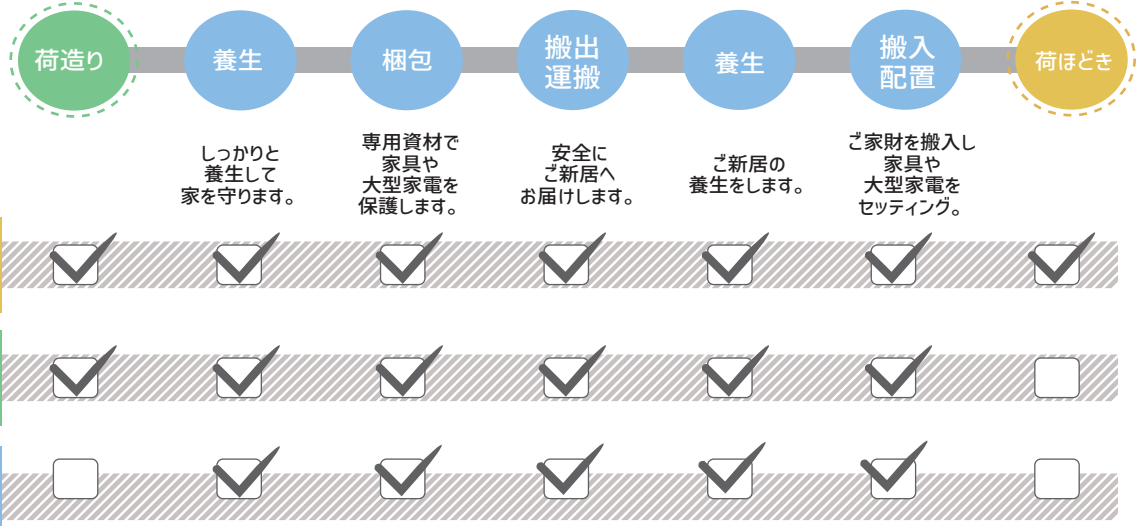 荷造り
養生
梱包
搬出
運搬
養生
搬入
配置
荷ほどき
しっかりと
養生して
家を守ります。
専用資材で
家具や
大型家電を
保護します。
安全に
ご新居へ
お届けします。
ご新居の
養生をします。
ご家財を搬入し
家具や
大型家電を
セッティング。